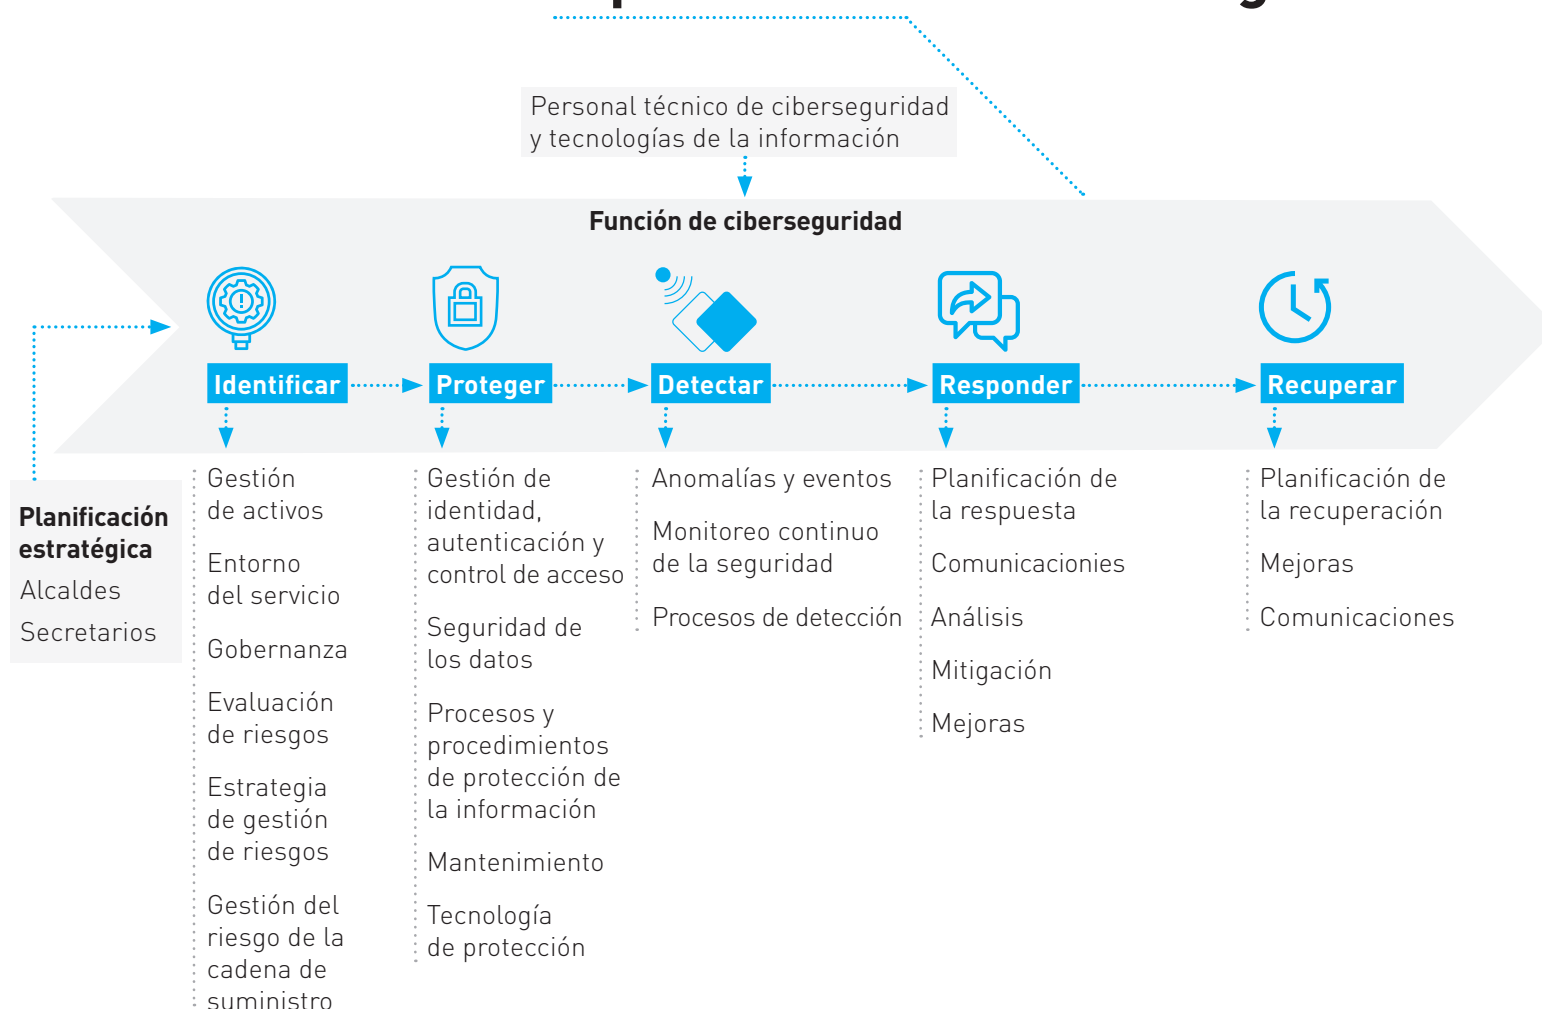 Personal técnico de ciberseguridad
y tecnologías de la información
Función de ciberseguridad
Identificar
Proteger
Detectar
Responder
Recuperar
Planificación
estratégica
Alcaldes
Secretarios
Gestión
de activos
Entorno
del servicio
Gobernanza
Evaluación
de riesgos
Estrategia
de gestión
de riesgos
Gestión del
riesgo de la
cadena de
suministro
Gestión de
identidad,
autenticación y
control de acceso
Seguridad de
los datos
Procesos y
procedimientos
de protección de
la información
Mantenimiento
Tecnología
de protección
Anomalías y eventos
Monitoreo continuo
de la seguridad
Procesos de detección
Planificación de
la respuesta
Comunicacionies
Análisis
Mitigación
Mejoras
Planificación de
la recuperación
Mejoras
Comunicaciones